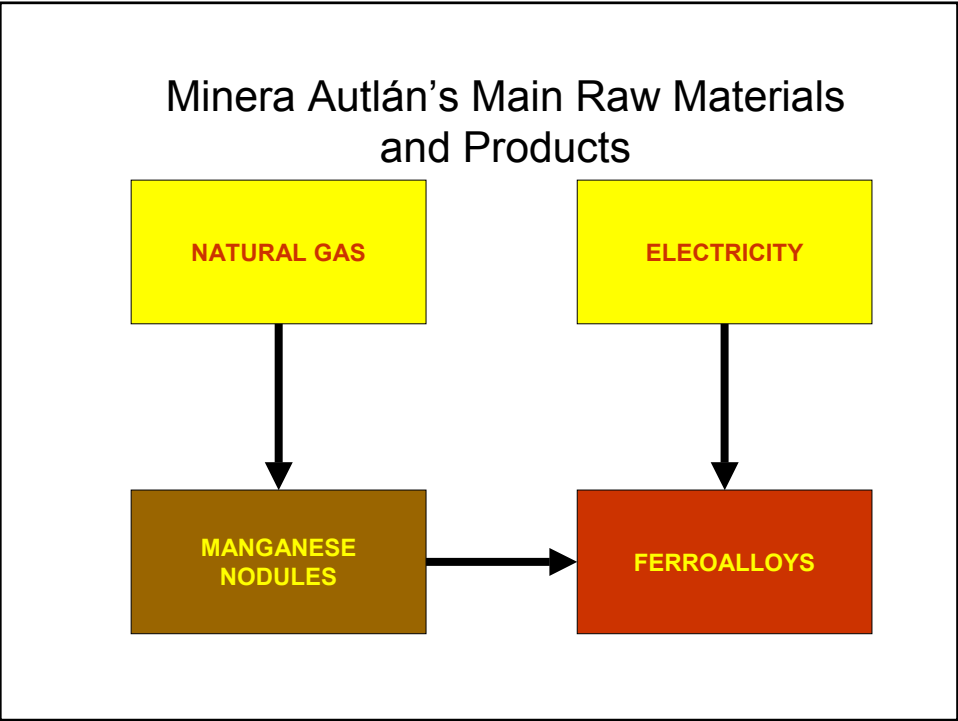 Minera Autlán’s Main Raw Materials
and Products
NATURAL GAS
ELECTRICITY
MANGANESE
NODULES
FERROALLOYS